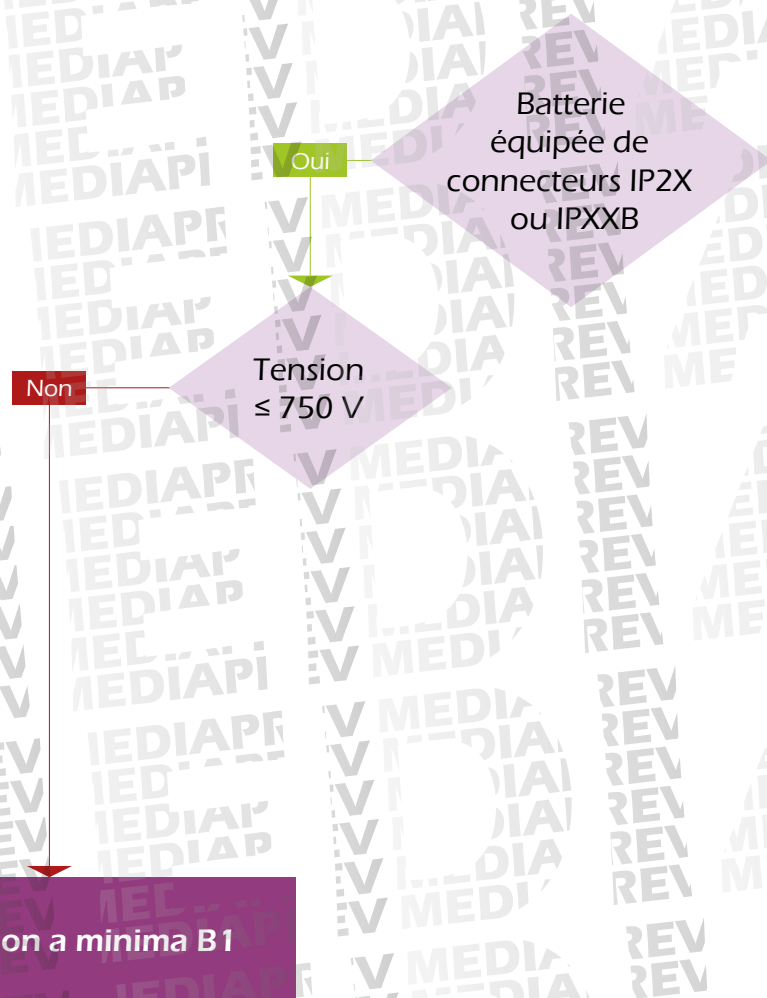 Batterie
équipée de
connecteurs IP2X
ou IPXXB
Oui
Tension
≤ 750 V
Non
on a minima B1